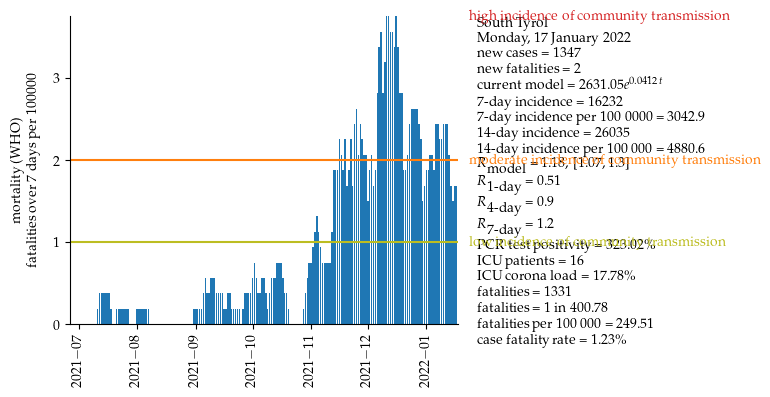 high incidence of community transmission
South Tyrol
Monday, 17 January 2022
new cases = 1347
new fatalities = 2
current model = 2631.05e^0.0412 t
7-day incidence = 16232
7-day incidence per 100 0000 = 3042.9
14-day incidence = 26035
14-day incidence per 100 000 = 4880.6
moderate incidence of community transmission
R model = 1.18, [1.07, 1.3]
R 1-day = 0.51
R 4-day = 0.9
R 7-day = 1.2
low incidence of community transmission
PCR test positivity = 323.02%
ICU patients = 16
ICU corona load = 17.78%
fatalities = 1331
fatalities = 1 in 400.78
fatalities per 100 000 = 249.51
case fatality rate = 1.23%
mortality (WHO)
fatalities over 7 days per 100000
3
2
1
0
2021−07
2021−08
2021−09
2021−10
2021−11
2021−12
2022−01